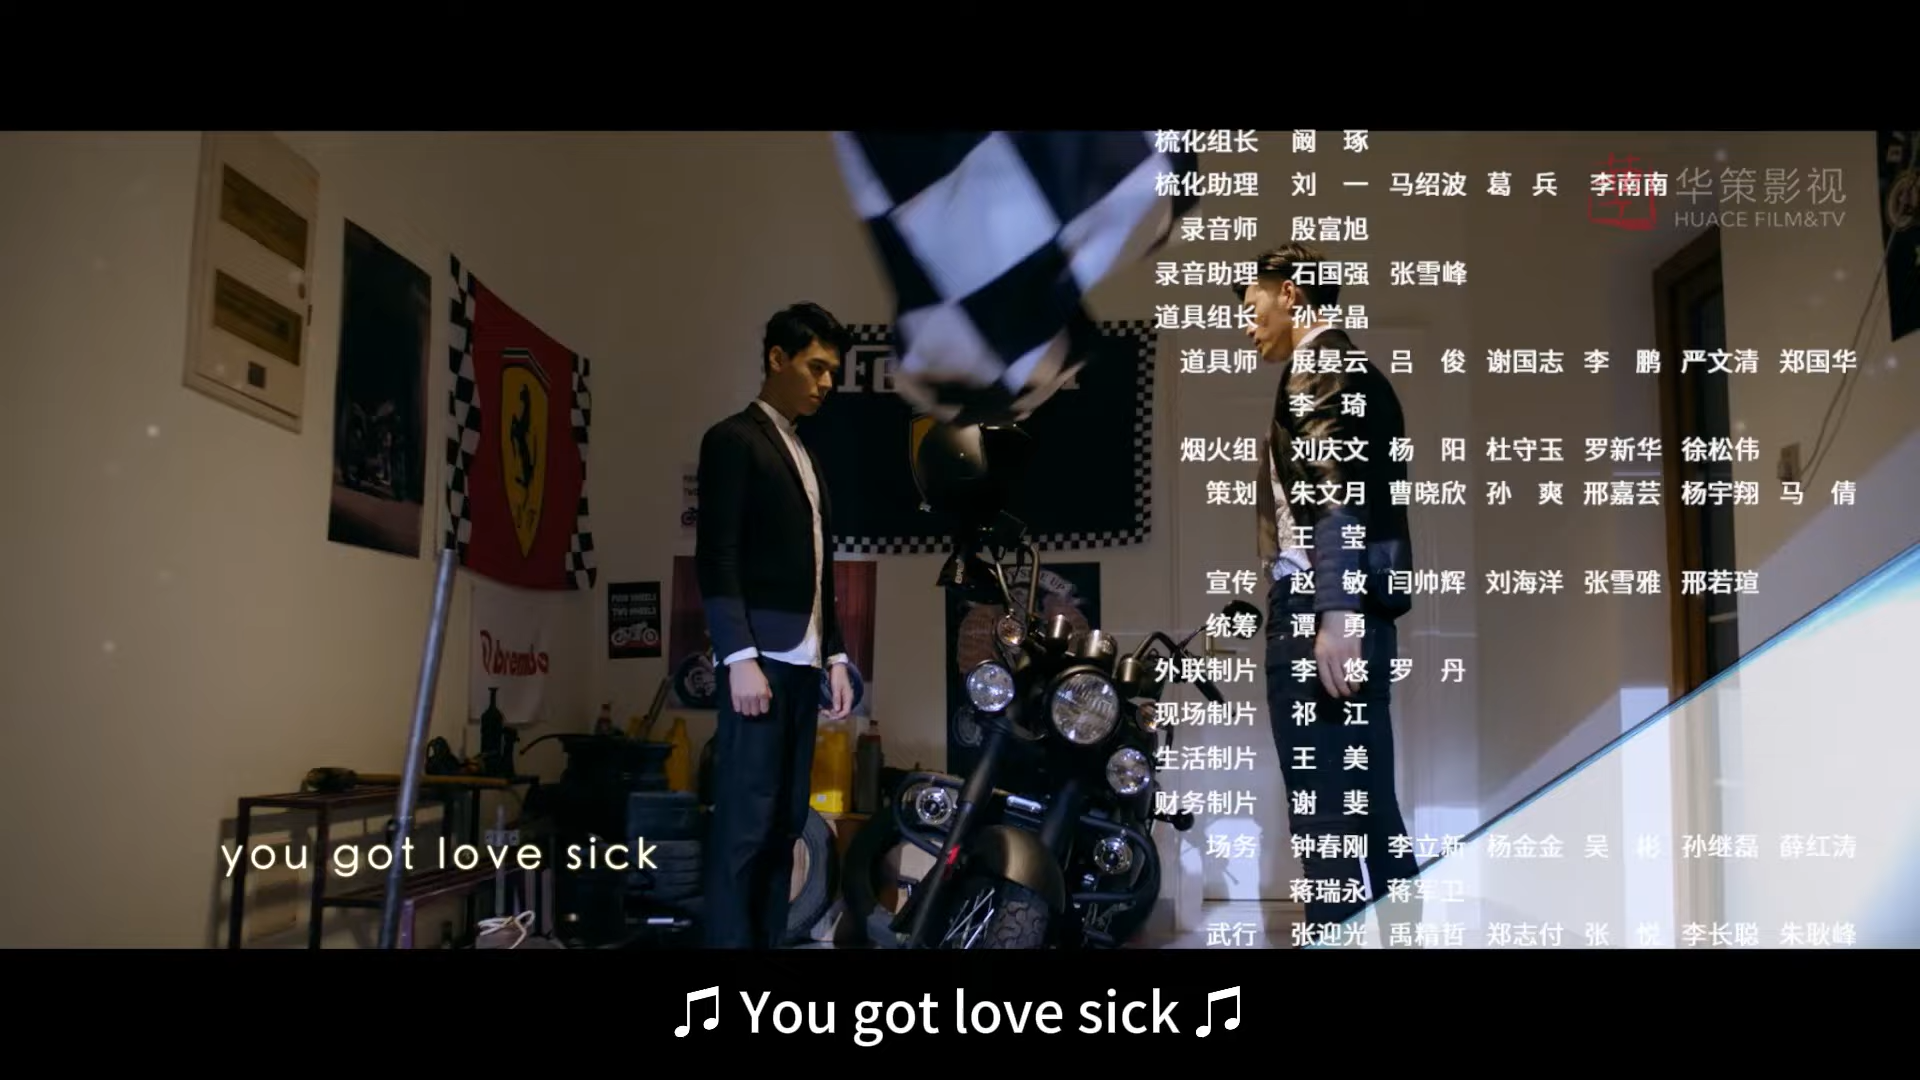 梳化组长 阚 琢
梳化助理 刘 一 马绍波 葛 兵 李南南
华策影视
HUACE FILM&TV
录音师 殷富旭
录音助理 石国强 张雪峰
道具组长 孙学晶
道具师 展晏云 吕 俊 谢国志 李 鹏 严文清 郑国华
李 琦
烟火组 刘庆文 杨 阳 杜守玉 罗新华 徐松伟
策划 朱文月 曹晓欣 孙 爽 邢嘉芸 杨宇翔 马 倩
王 莹
宣传 赵 敏 闫帅辉 刘海洋 张雪雅 邢若瑄
统筹 谭 勇
外联制片 李 悠 罗 丹
现场制片 祁 江
生活制片 王 美
财务制片 谢 斐
场务 钟春刚 李立新 杨金金 吴 彬 孙继磊 薛红涛
蒋瑞永 蒋军卫
武行 张迎光 禹精哲 郑志付 张 悦 李长聪 朱耿峰
FOUR WHEELS
TWO WHEELS
brembo
you got love sick
♫ You got love sick ♫